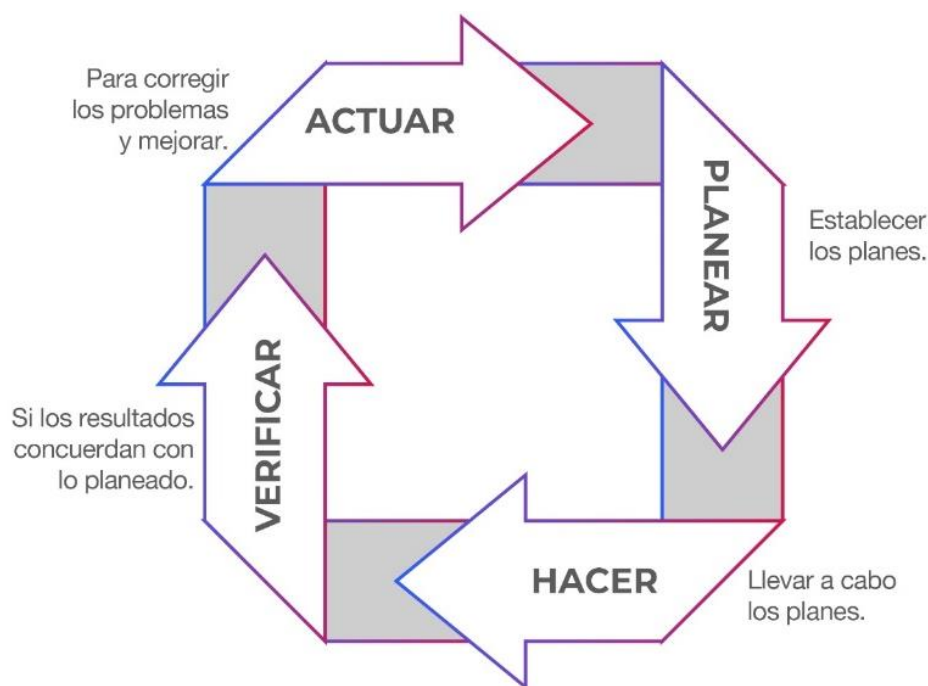 Para corregir
los problemas
y mejorar.
ACTUAR
PLANEAR
Establecer
los planes.
HACER
Llevar a cabo
los planes.
VERIFICAR
Si los resultados
concuerdan con
lo planeado.